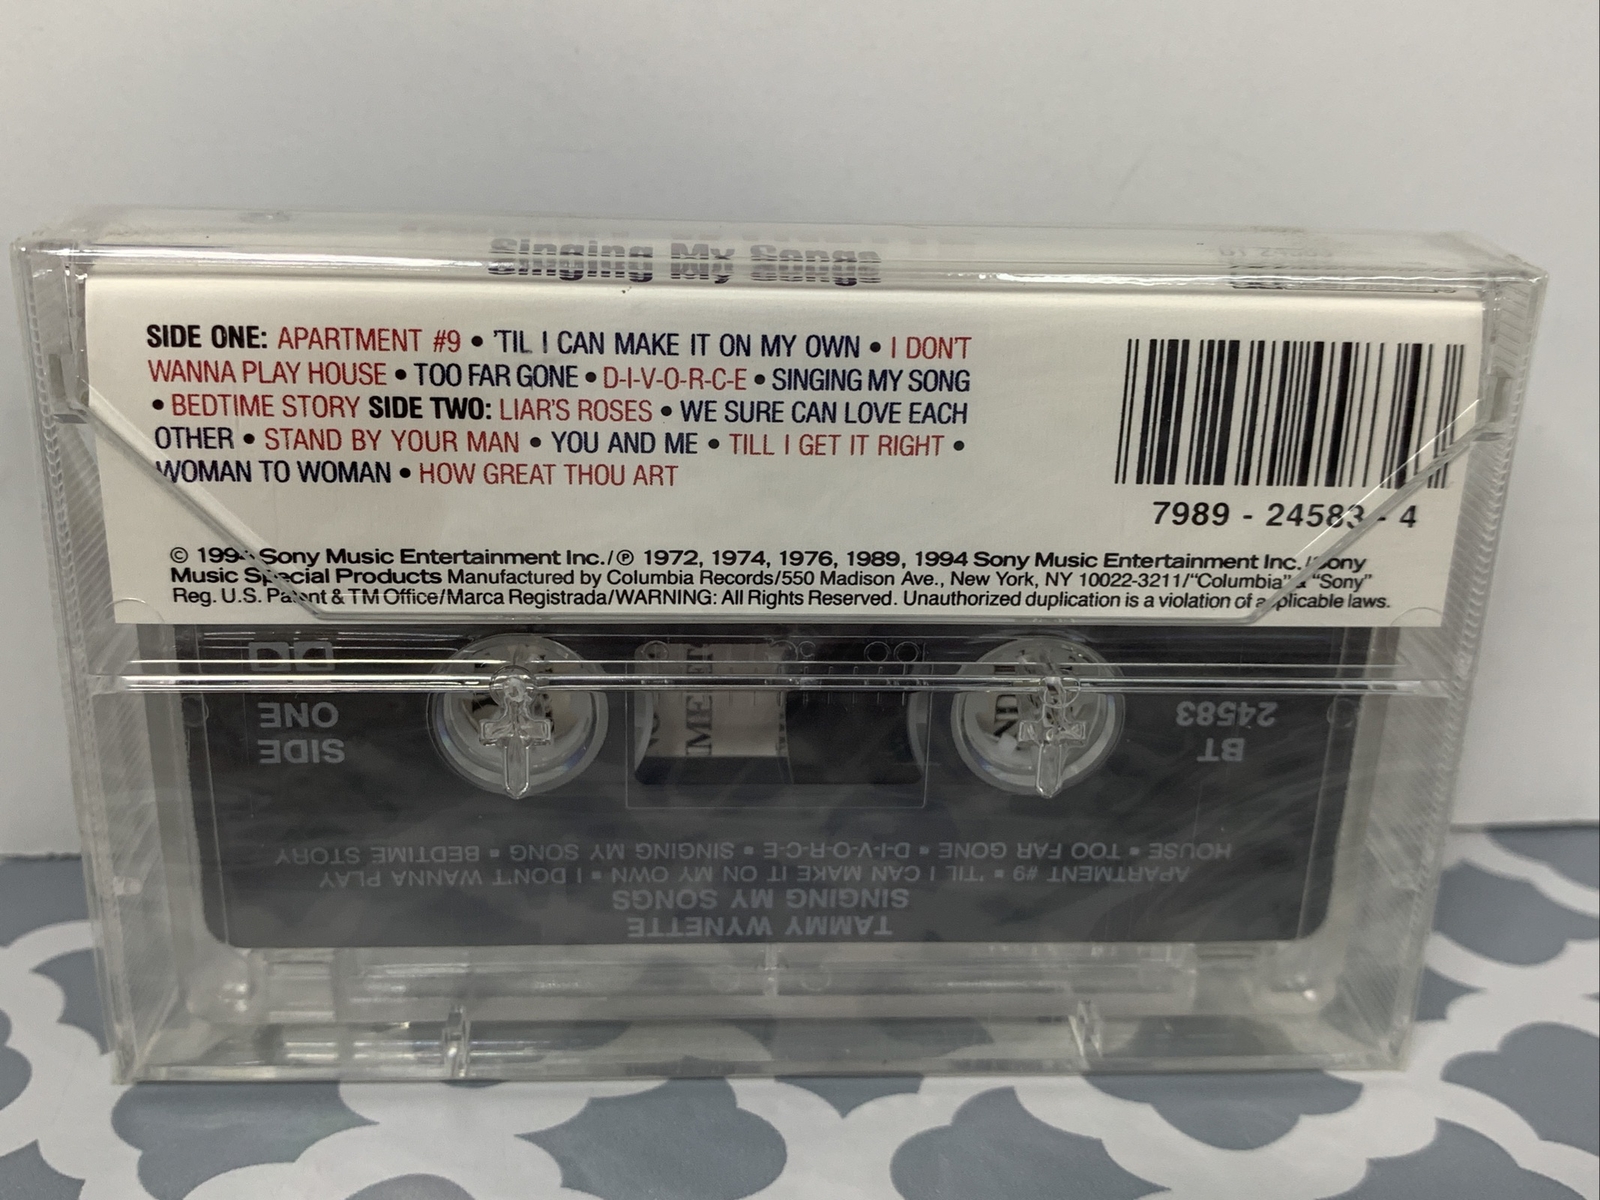 Singing My Songs
SIDE ONE: APARTMENT #9 • 'TIL I CAN MAKE IT ON MY OWN • I DON'T
WANNA PLAY HOUSE • TOO FAR GONE • D-I-V-O-R-C-E • SINGING MY SONG
• BEDTIME STORY SIDE TWO: LIAR'S ROSES • WE SURE CAN LOVE EACH
OTHER • STAND BY YOUR MAN • YOU AND ME • TILL I GET IT RIGHT •
WOMAN TO WOMAN • HOW GREAT THOU ART
7989 - 24583 - 4
© 1994 Sony Music Entertainment Inc./℗ 1972, 1974, 1976, 1989, 1994 Sony Music Entertainment Inc./Sony
Music Special Products Manufactured by Columbia Records/550 Madison Ave., New York, NY 10022-3211/"Columbia" & "Sony"
Reg. U.S. Patent & TM Office/Marca Registrada/WARNING: All Rights Reserved. Unauthorized duplication is a violation of applicable laws.
TAMMY WYNETTE
SINGING MY SONGS
APARTMENT #9 ▪ 'TIL I CAN MAKE IT ON MY OWN ▪ I DON'T WANNA PLAY
HOUSE ▪ TOO FAR GONE ▪ D-I-V-O-R-C-E ▪ SINGING MY SONG ▪ BEDTIME STORY
BT
24583
SIDE
ONE
100 50